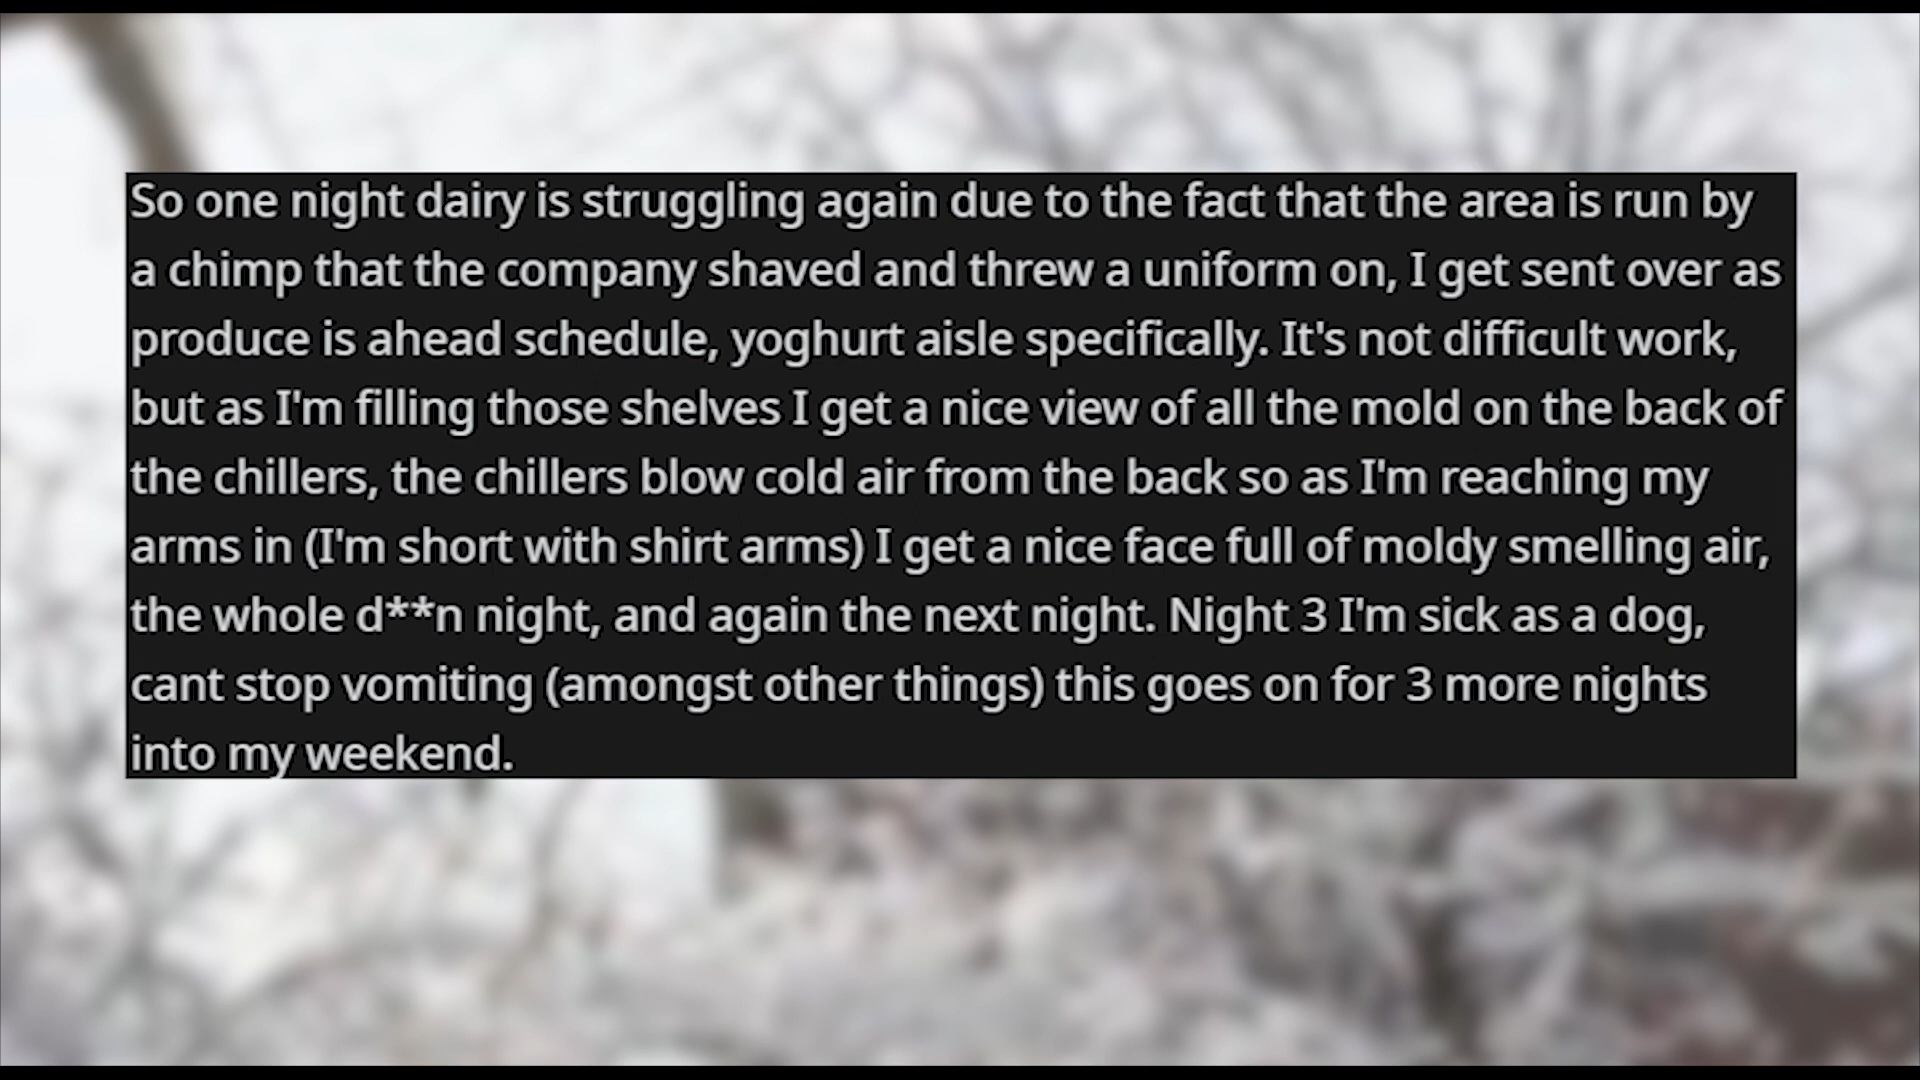 So one night dairy is struggling again due to the fact that the area is run by
a chimp that the company shaved and threw a uniform on, I get sent over as
produce is ahead schedule, yoghurt aisle specifically. It's not difficult work,
but as I'm filling those shelves I get a nice view of all the mold on the back of
the chillers, the chillers blow cold air from the back so as I'm reaching my
arms in (I'm short with shirt arms) I get a nice face full of moldy smelling air,
the whole d**n night, and again the next night. Night 3 I'm sick as a dog,
cant stop vomiting (amongst other things) this goes on for 3 more nights
into my weekend.